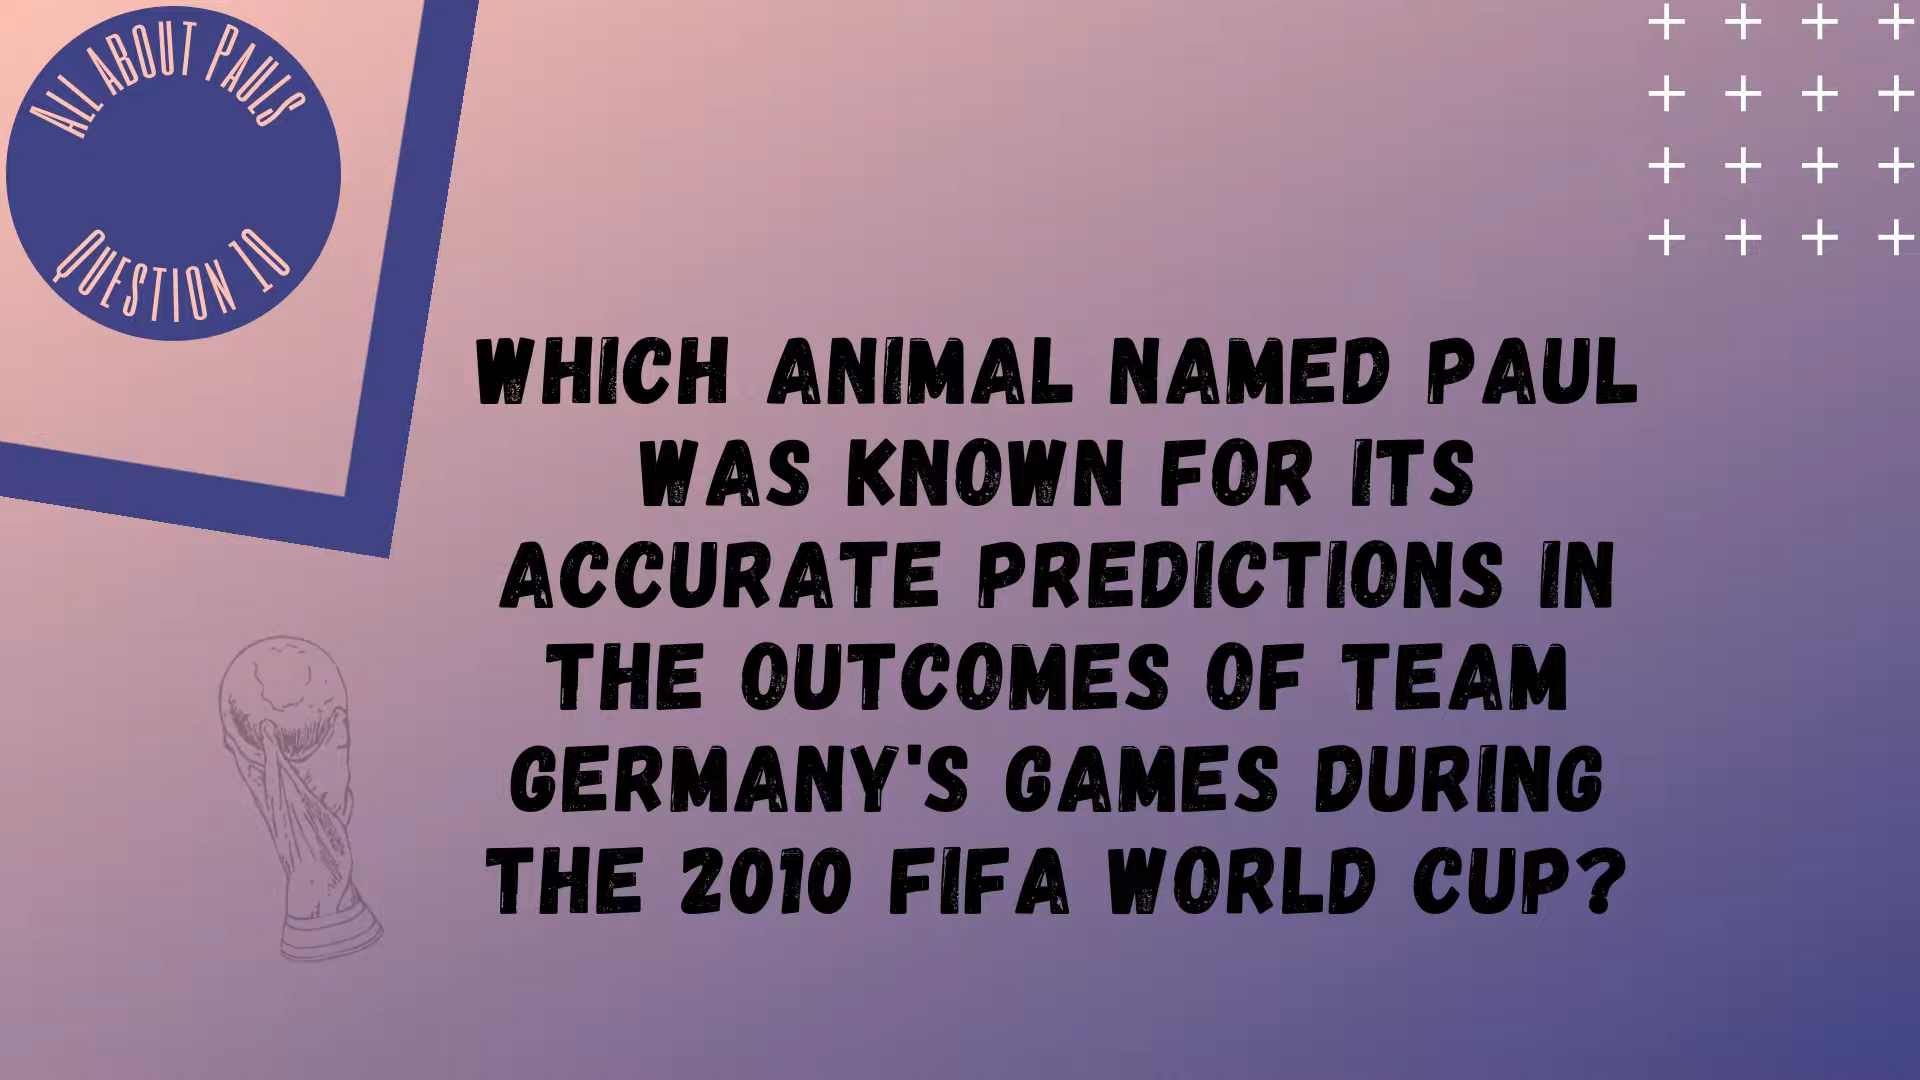 ALL ABOUT PAULS
QUESTION 10
WHICH ANIMAL NAMED PAUL
WAS KNOWN FOR ITS
ACCURATE PREDICTIONS IN
THE OUTCOMES OF TEAM
GERMANY'S GAMES DURING
THE 2010 FIFA WORLD CUP?